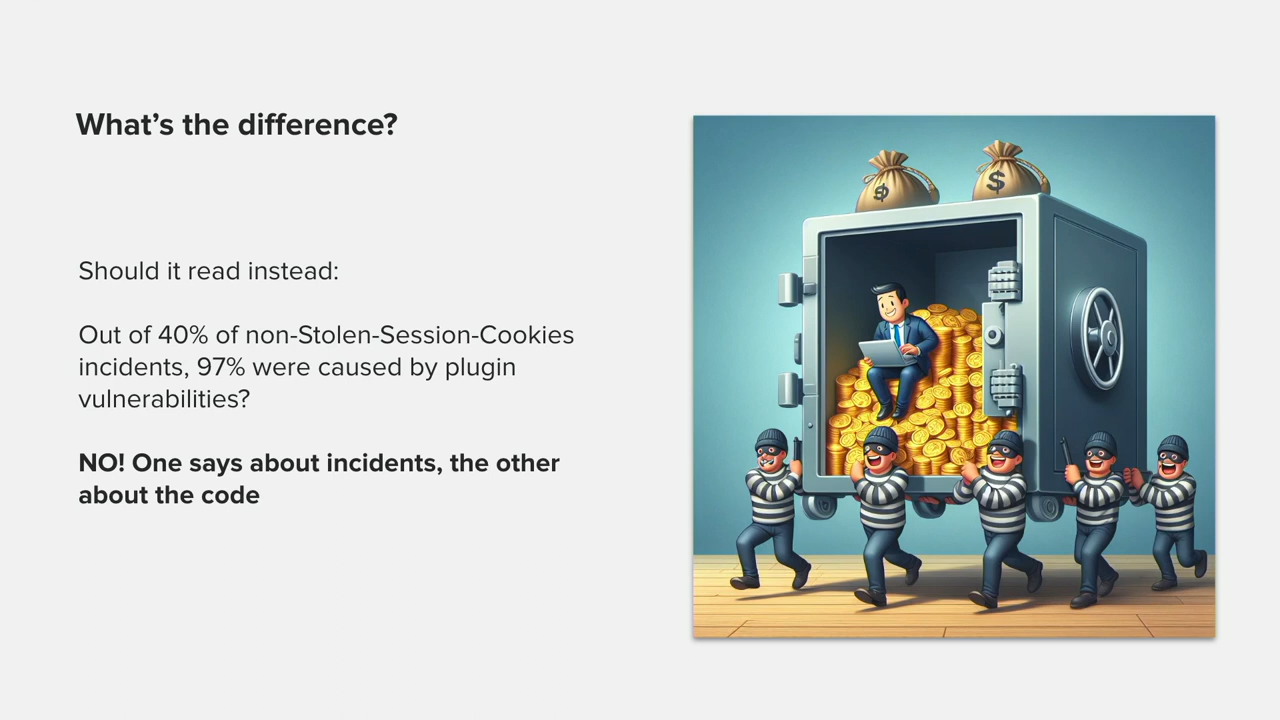 What’s the difference?
Should it read instead:
Out of 40% of non-Stolen-Session-Cookies
incidents, 97% were caused by plugin
vulnerabilities?
NO! One says about incidents, the other
about the code
$
$